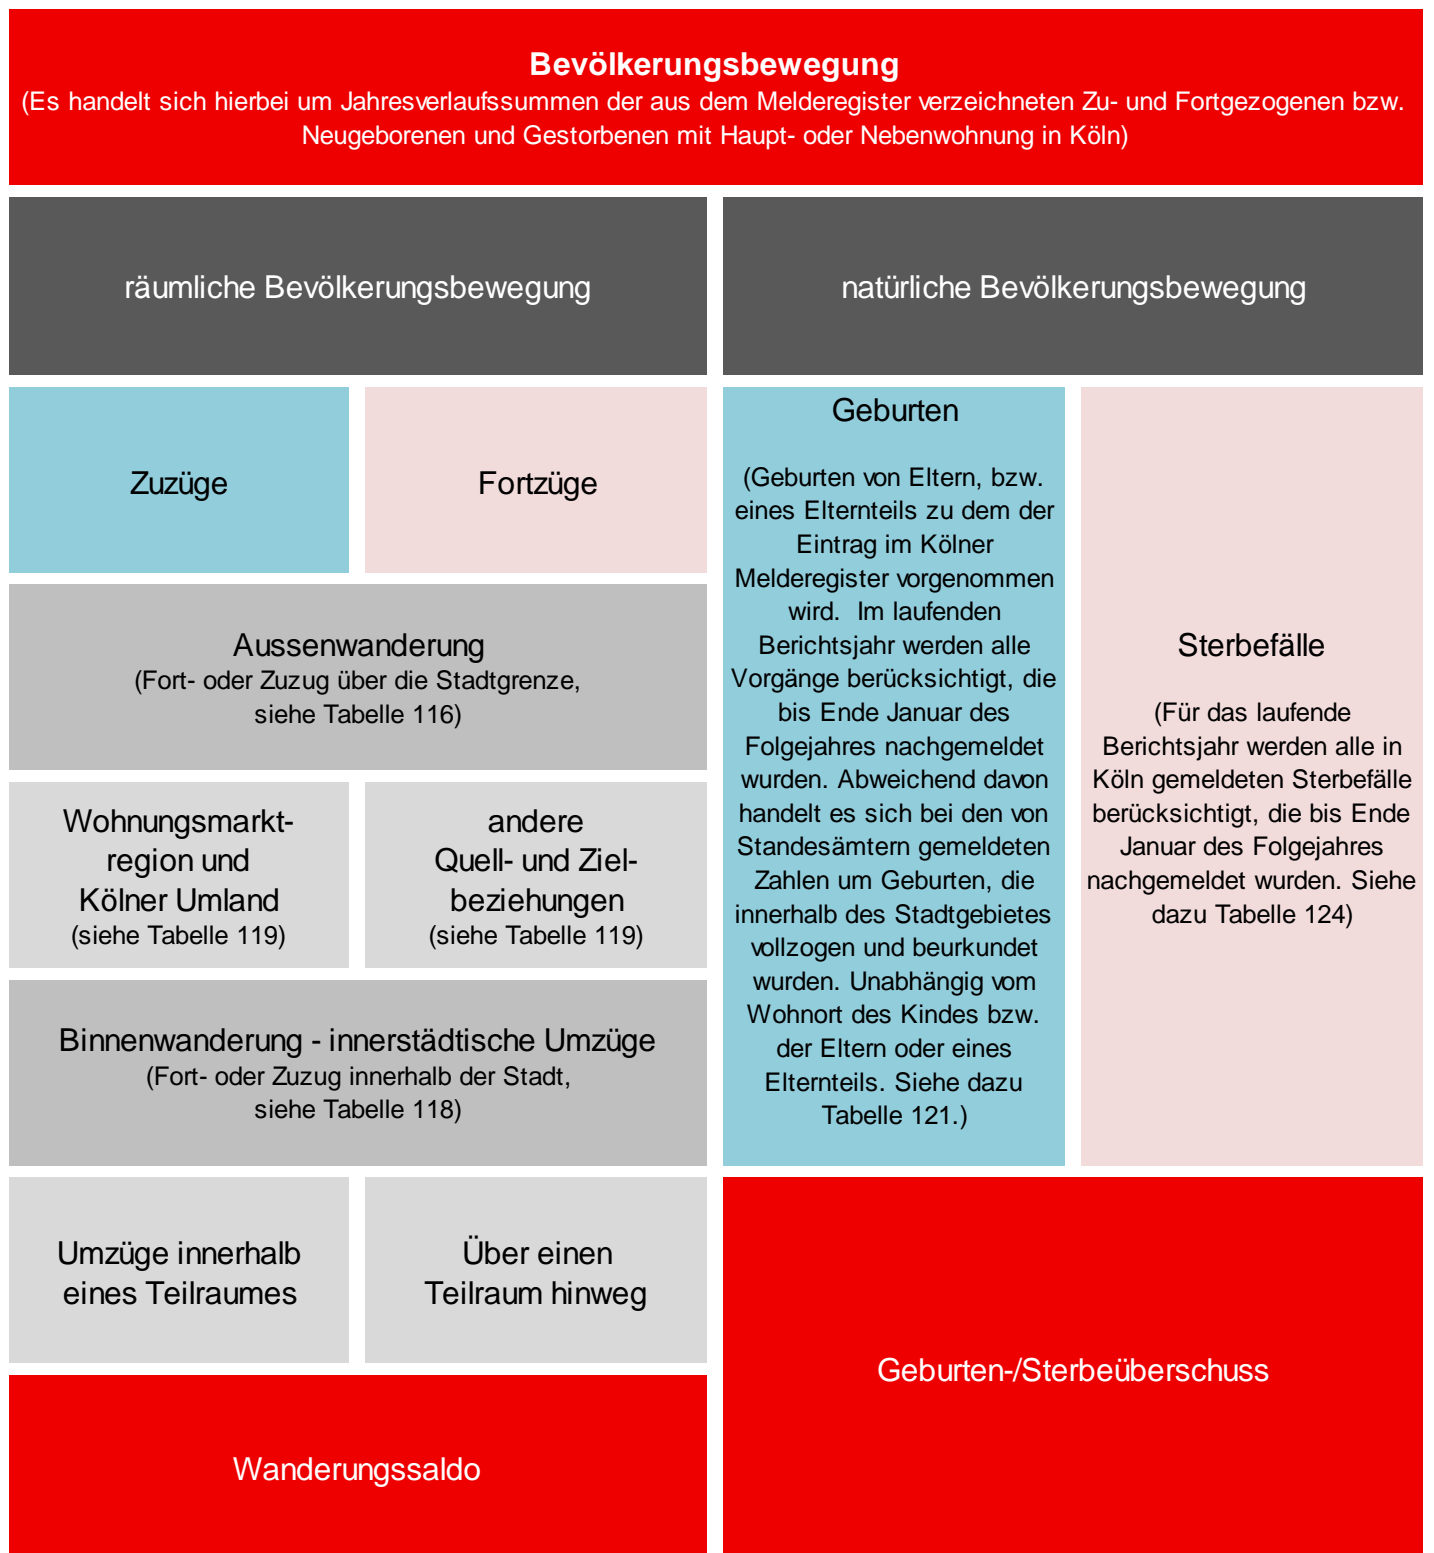 Bevölkerungsbewegung
(Es handelt sich hierbei um Jahresverlaufssummen der aus dem Melderegister verzeichneten Zu- und Fortgezogenen bzw.
Neugeborenen und Gestorbenen mit Haupt- oder Nebenwohnung in Köln)
räumliche Bevölkerungsbewegung
natürliche Bevölkerungsbewegung
Zuzüge
Fortzüge
Aussenwanderung
(Fort- oder Zuzug über die Stadtgrenze,
siehe Tabelle 116)
Wohnungsmarkt-
region und
Kölner Umland
(siehe Tabelle 119)
andere
Quell- und Ziel-
beziehungen
(siehe Tabelle 119)
Binnenwanderung - innerstädtische Umzüge
(Fort- oder Zuzug innerhalb der Stadt,
siehe Tabelle 118)
Umzüge innerhalb
eines Teilraumes
Über einen
Teilraum hinweg
Wanderungssaldo
Geburten
(Geburten von Eltern, bzw.
eines Elternteils zu dem der
Eintrag im Kölner
Melderegister vorgenommen
wird.  Im laufenden
Berichtsjahr werden alle
Vorgänge berücksichtigt, die
bis Ende Januar des
Folgejahres nachgemeldet
wurden. Abweichend davon
handelt es sich bei den von
Standesämtern gemeldeten
Zahlen um Geburten, die
innerhalb des Stadtgebietes
vollzogen und beurkundet
wurden. Unabhängig vom
Wohnort des Kindes bzw.
der Eltern oder eines
Elternteils. Siehe dazu
Tabelle 121.)
Sterbefälle
(Für das laufende
Berichtsjahr werden alle in
Köln gemeldeten Sterbefälle
berücksichtigt, die bis Ende
Januar des Folgejahres
nachgemeldet wurden. Siehe
dazu Tabelle 124)
Geburten-/Sterbeüberschuss